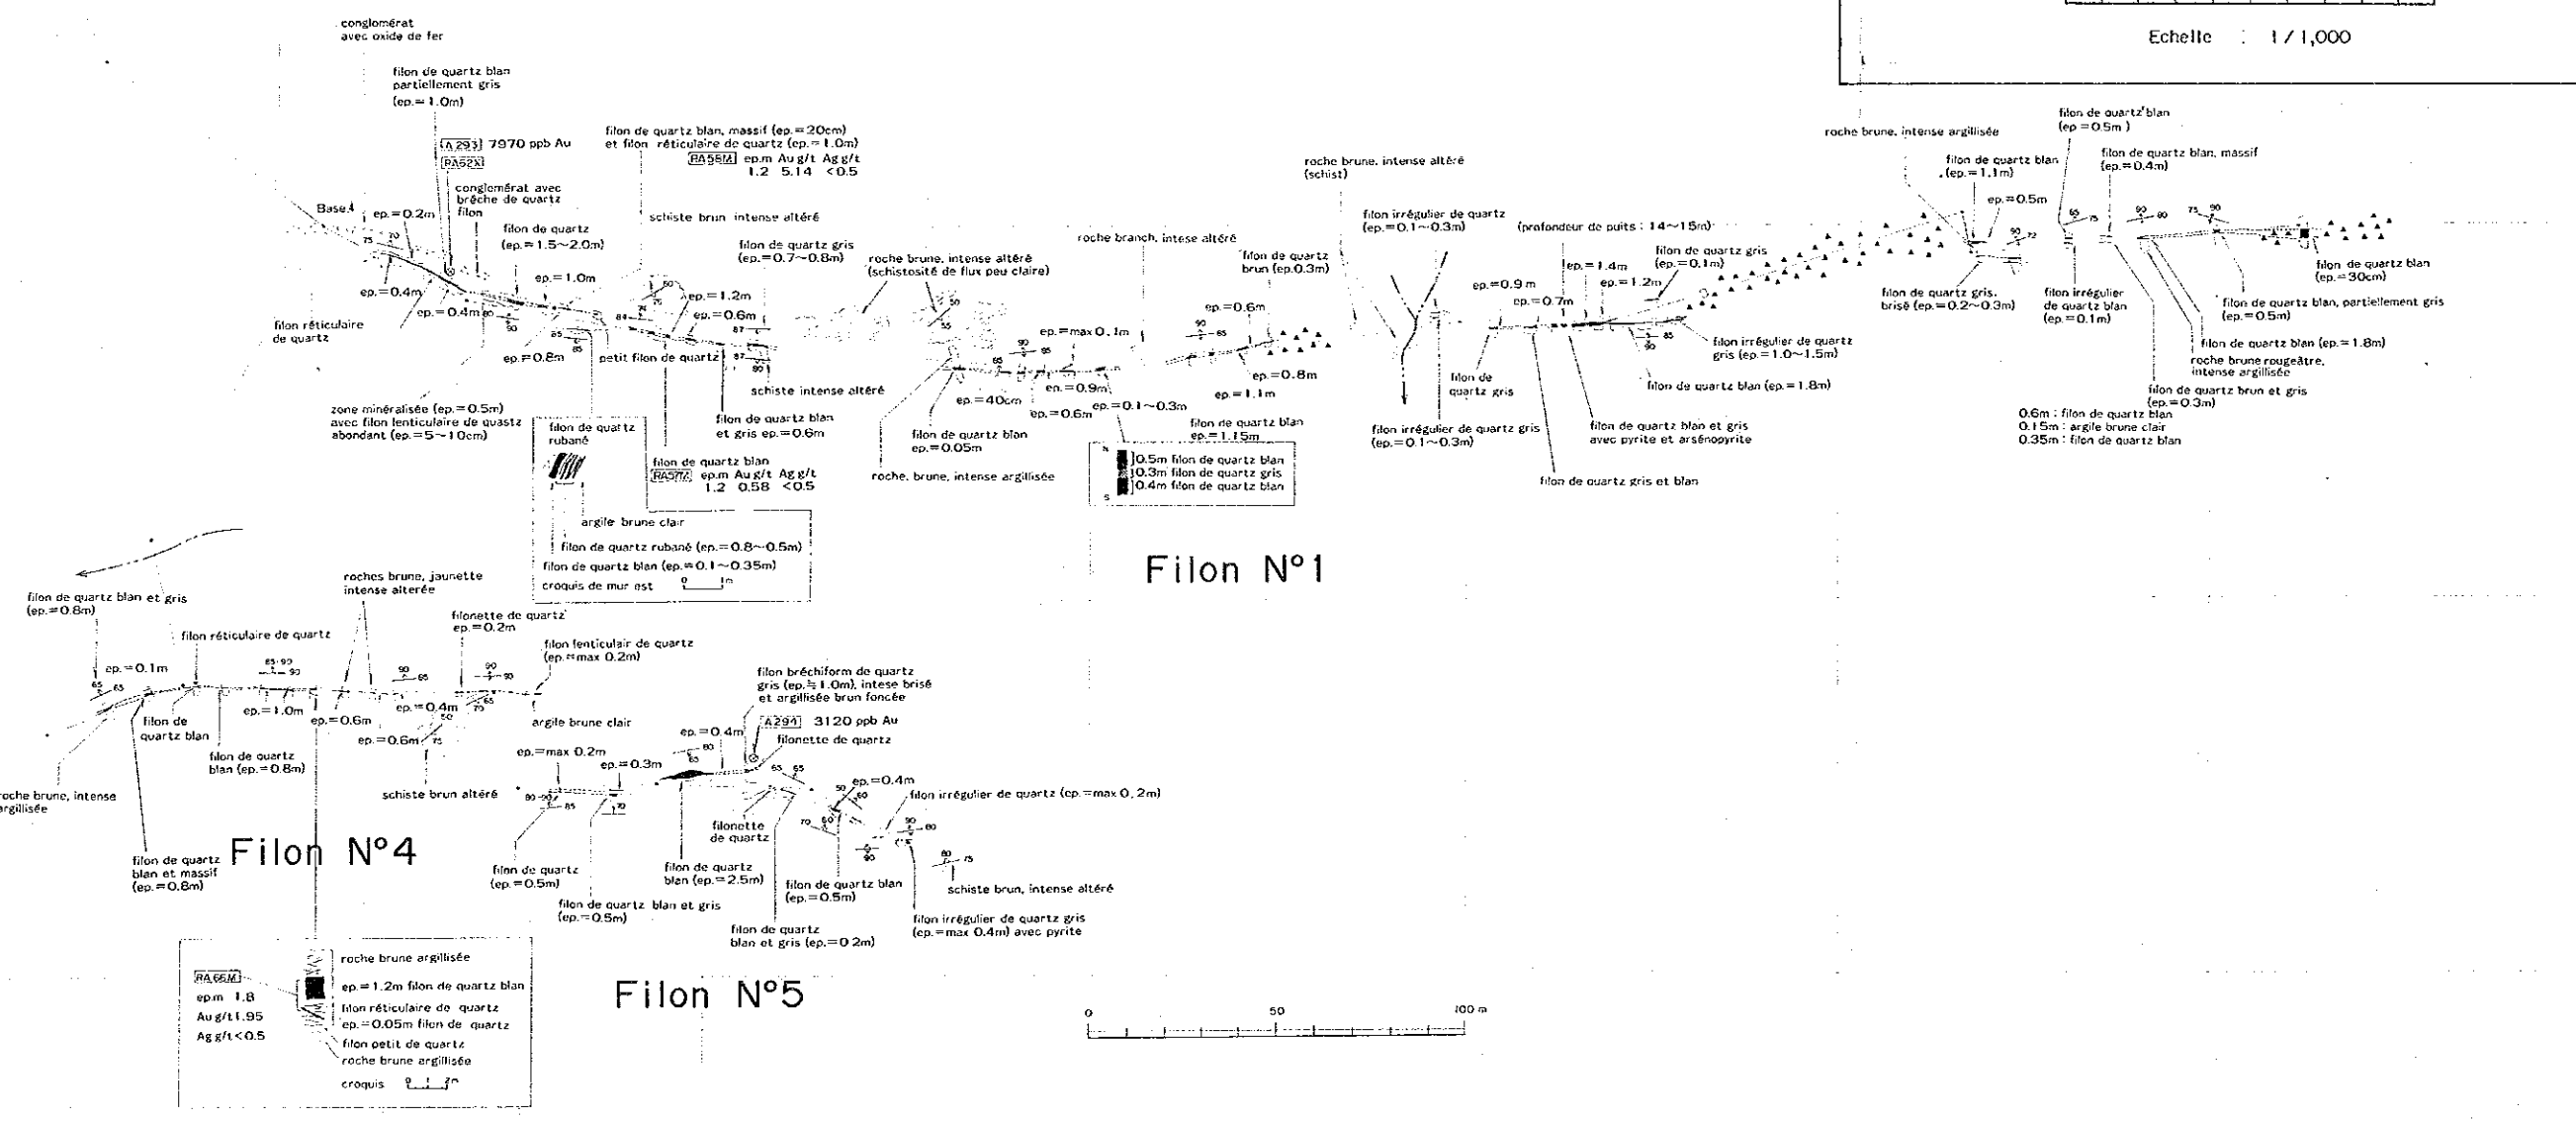 Echelle : 1 / 1,000
conglomérat
avec oxide de fer
filon de quartz blan
partiellement gris
(ep.= 1.0m)
A 293 7970 ppb Au
RA52X
conglomérat avec
brêche de quartz
filon
Base.4
ep.=0.2m
75
70
filon de quartz
(ep.=1.5~2.0m)
filon de quartz blan, massif (ep.=20cm)
et filon réticulaire de quartz (ep.=1.0m)
ep.m Au g/t Ag g/t
1.2 5.14 <0.5
schiste brun intense altéré
filon de quartz gris
(ep.=0.7~0.8m)
roche brune, intense altéré
(schistosité de flux peu claire)
ep.=1.0m
ep.=1.2m
ep.=0.6m
ep.=0.4m
ep.=0.4m
filon réticulaire
de quartz
ep.=0.8m
petit filon de quartz
schiste intense altéré
zone minéralisée (ep.=0.5m)
avec filon lenticulaire de quastz
abondant (ep.=5~10cm)
filon de quartz
rubané
argile brune clair
filon de quartz rubané (ep.=0.8~0.5m)
filon de quartz blan (ep.=0.1~0.35m)
croquis de mur est
0 1m
filon de quartz blan
et gris ep.=0.6m
filon de quartz blan
ep.m Au g/t Ag g/t
1.2 0.58 <0.5
roche branch, intese altéré
filon de quartz
brun (ep.0.3m)
ep.=0.6m
ep.=max 0.1m
ep.=0.9m
ep.=40cm
ep.=0.6m
ep.=0.1~0.3m
ep.=0.8m
ep.=1.1m
filon de quartz blan
ep.=0.05m
roche, brune, intense argillisée
filon de quartz blan
ep.=1.15m
N
0.5m filon de quartz blan
0.3m filon de quartz gris
0.4m filon de quartz blan
S
Filon Nº1
roche brune, intense altéré
(schist)
filon irrégulier de quartz
(ep.=0.1~0.3m)
(profondeur de puits : 14~15m)
filon de quartz gris
(ep.=0.1m)
ep.=1.4m
ep.=1.2m
ep.=0.9 m
ep.=0.7m
filon irrégulier de quartz
gris (ep.=1.0~1.5m)
filon de
quartz gris
filon de quartz blan (ep.=1.8m)
filon irrégulier de quartz gris
(ep.=0.1~0.3m)
filon de quartz blan et gris
avec pyrite et arsénopyrite
filon de quartz gris et blan
roche brune, intense argillisée
filon de quartz blan
(ep.=0.5m )
filon de quartz blan
(ep.=1.1m)
ep.=0.5m
filon de quartz blan, massif
(ep.=0.4m)
filon de quartz gris,
brisé (ep.=0.2~0.3m)
filon irrégulier
de quartz blan
(ep.=0.1m)
filon de quartz blan
(ep.=30cm)
filon de quartz blan, partiellement gris
(ep.=0.5m)
filon de quartz blan (ep.=1.8m)
roche brune rougeâtre,
intense argillisée
filon de quartz brun et gris
(ep.=0.3m)
0.6m : filon de quartz blan
0.15m : argile brune clair
0.35m : filon de quartz blan
filon de quartz blan et gris
(ep.=0.8m)
filon réticulaire de quartz
ep.=0.1m
roches brune, jaunette
intense alterée
filonette de quartz
ep.=0.2m
filon lenticulair de quartz
(ep.=max 0.2m)
filon de
quartz blan
ep.=1.0m
ep.=0.6m
ep.=0.4m
ep.=0.6m
argile brune clair
filon de quartz
blan (ep.=0.8m)
schiste brun altéré
roche brune, intense
argillisée
filon de quartz
blan et massif
(ep.=0.8m)
Filon Nº4
RA66M
ep.m 1.8
Au g/t 1.95
Ag g/t <0.5
roche brune argillisée
ep.=1.2m filon de quartz blan
filon réticulaire de quartz
ep.=0.05m filon de quartz
filon petit de quartz
roche brune argillisée
croquis
filon bréchiform de quartz
gris (ep.≒1.0m), intese brisé
et argillisée brun foncée
A294 3120 ppb Au
filonette de quartz
ep.=0.4m
ep.=max 0.2m
ep.=0.3m
ep.=0.4m
filon irrégulier de quartz (ep.=max 0.2m)
filonette
de quartz
filon de quartz
(ep.=0.5m)
filon de quartz
blan (ep.=2.5m)
filon de quartz blan
(ep.=0.5m)
schiste brun, intense altéré
filon de quartz blan et gris
(ep.=0.5m)
filon de quartz
blan et gris (ep.=0.2m)
filon irrégulier de quartz gris
(ep.=max 0.4m) avec pyrite
Filon Nº5
0 50 100 m